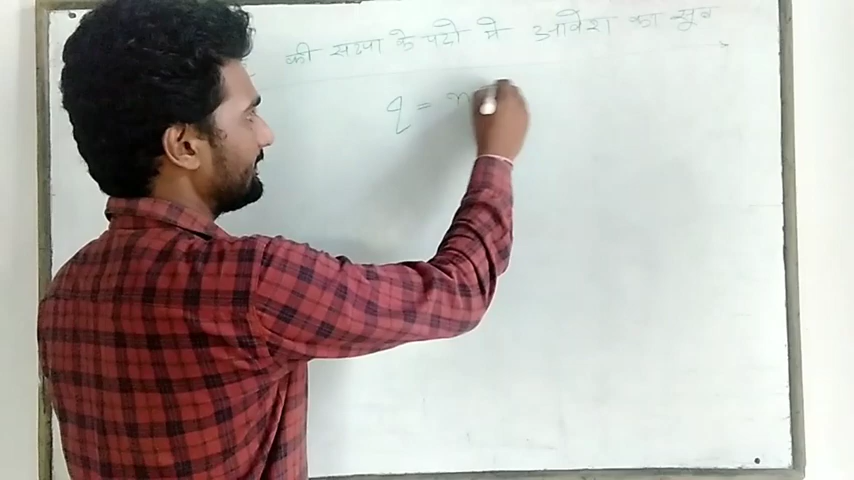 की संख्या के पदों में आवेश का सूत्र
q = n